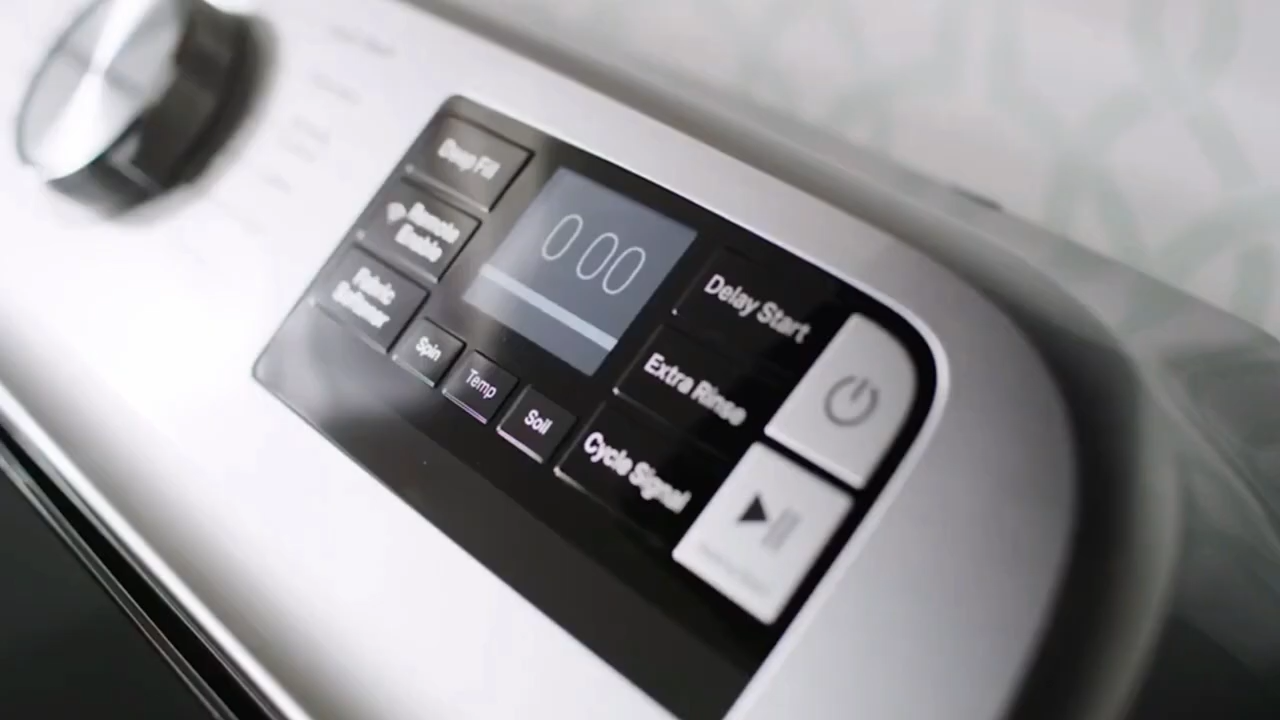 Deep Fill
Remote
Enable
Fabric
Softener
0 00
Spin
Temp
Soil
Delay Start
Extra Rinse
Cycle Signal